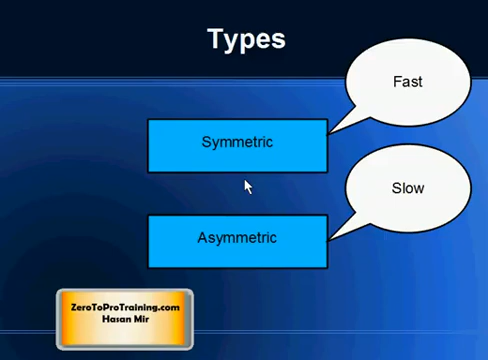 Types
Fast
Symmetric
Slow
Asymmetric
ZeroToProTraining.com
Hasan Mir